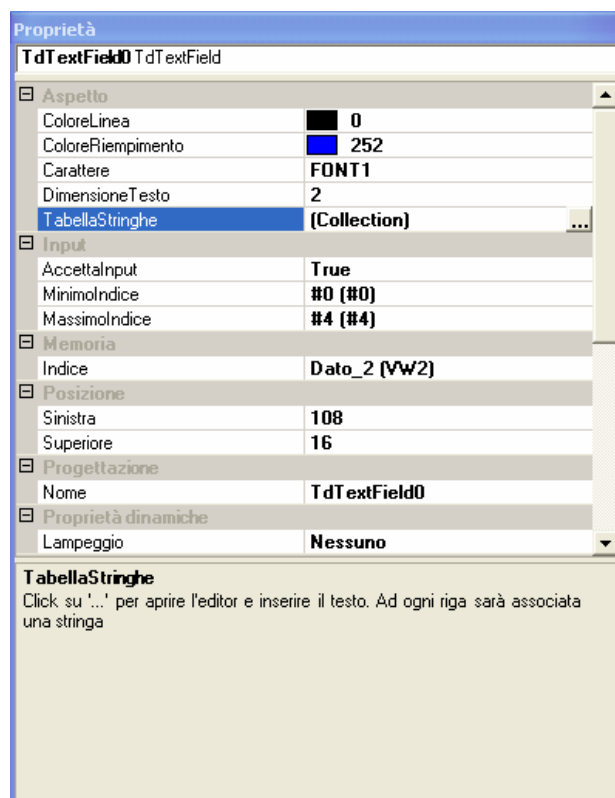 Proprietà
TdTextField0 TdTextField
Aspetto
ColoreLinea 0
ColoreRiempimento 252
Carattere FONT1
DimensioneTesto 2
TabellaStringhe (Collection) ...
Input
AccettaInput True
MinimoIndice #0 (#0)
MassimoIndice #4 (#4)
Memoria
Indice Dato_2 (VW2)
Posizione
Sinistra 108
Superiore 16
Progettazione
Nome TdTextField0
Proprietà dinamiche
Lampeggio Nessuno
TabellaStringhe
Click su '...' per aprire l'editor e inserire il testo. Ad ogni riga sarà associata
una stringa